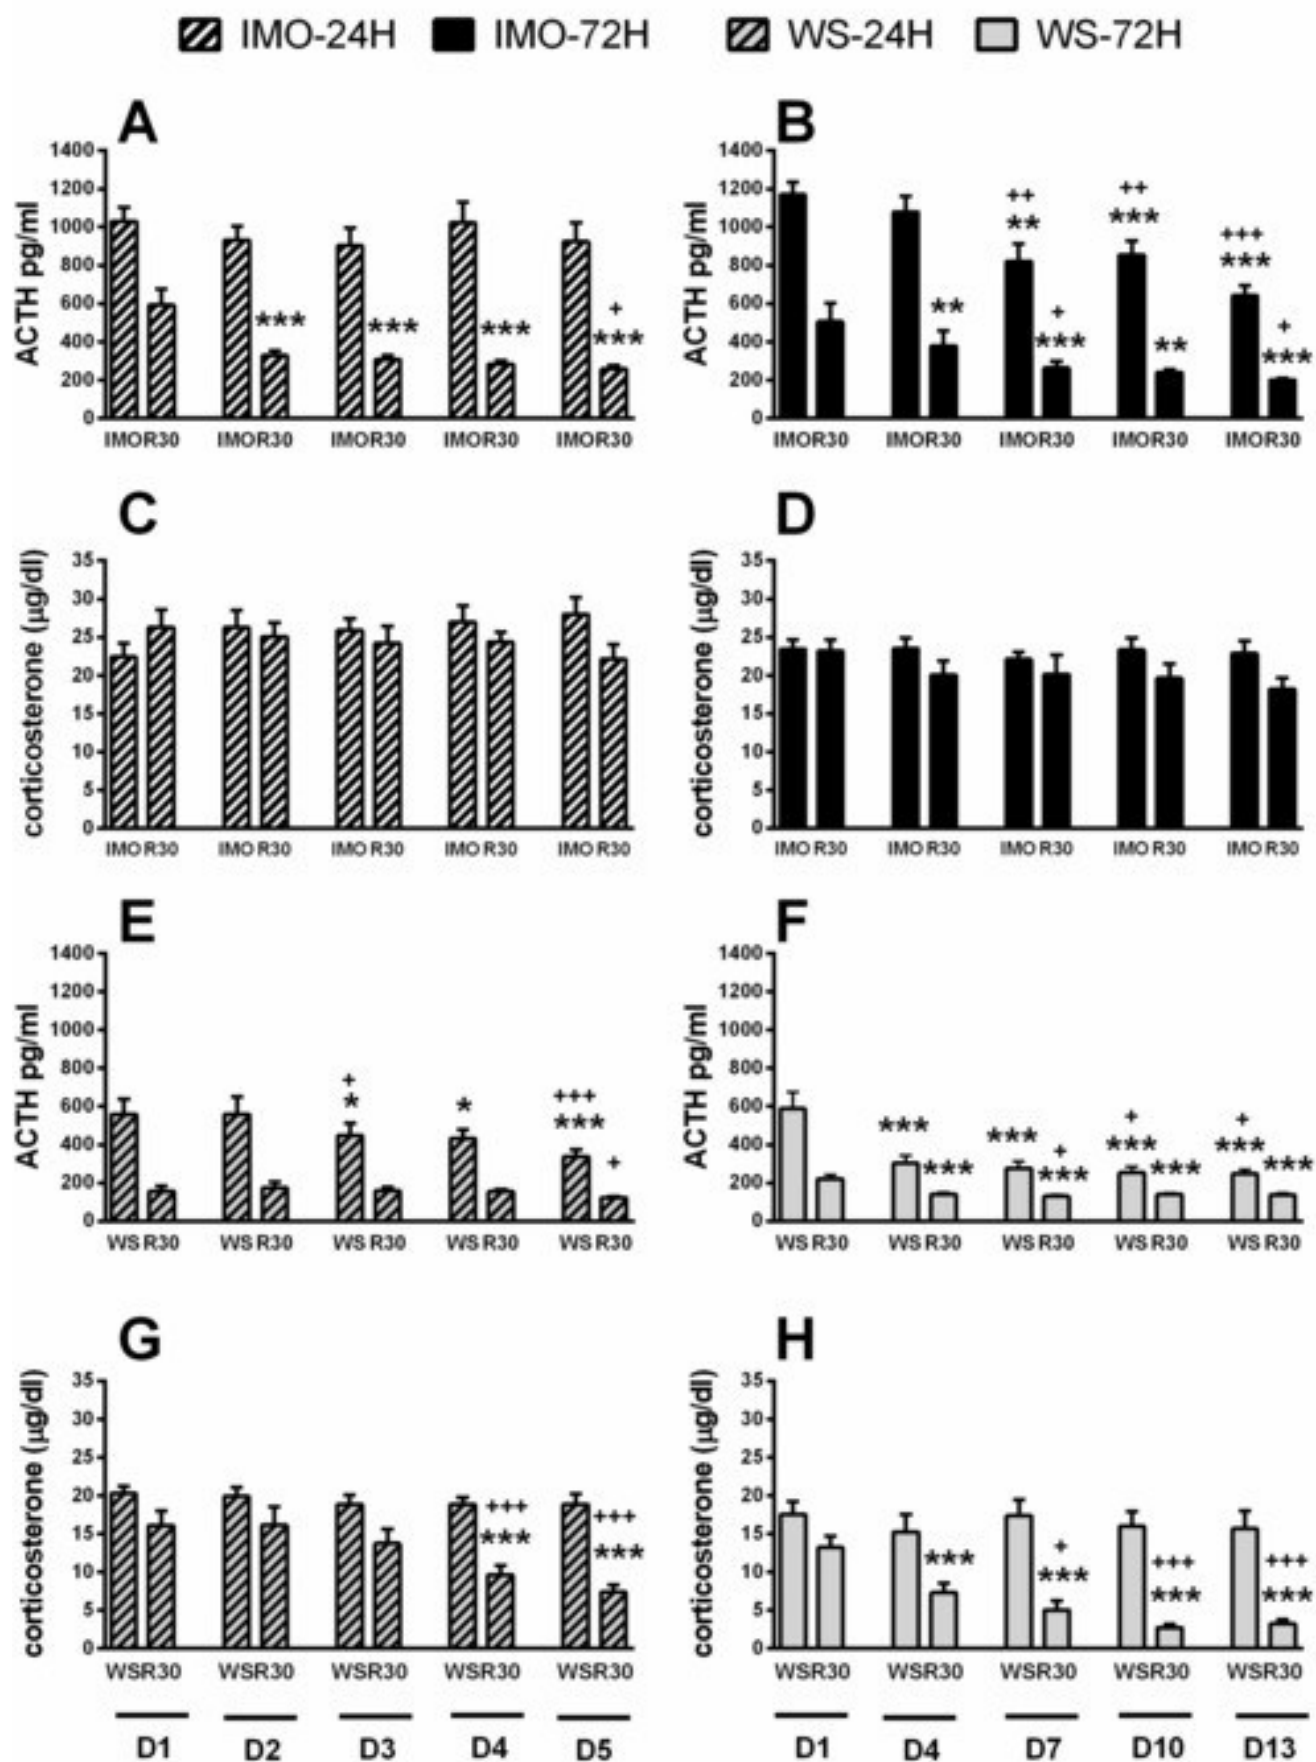 IMO-24H IMO-72H WS-24H WS-72H
A B
1400 1400
1200 ++ ++ 1200
ACTH pg/ml 1000 ** *** +++ ACTH pg/ml 1000
800 *** 800
600 + ** + + 600
400 *** *** *** *** *** ** *** 400
200 200
0 0
IMOR30 IMOR30 IMOR30 IMOR30 IMOR30 IMOR30 IMOR30 IMOR30 IMOR30 IMOR30
C D
35 35
30 30
25 25
corticosterone (µg/dl) 20 corticosterone (µg/dl) 20
15 15
10 10
5 5
0 0
IMO R30 IMO R30 IMO R30 IMO R30 IMO R30 IMO R30 IMO R30 IMO R30 IMO R30 IMO R30
E F
1400 1400
1200 1200
ACTH pg/ml 1000 ACTH pg/ml 1000
800 800
+ +++ + +
600 * * *** 600 *** *** *** ***
400 + 400 + 
200 200 *** *** *** ***
0 0
WS R30 WS R30 WS R30 WS R30 WS R30 WS R30 WS R30 WS R30 WS R30 WS R30
G H
35 35
30 30
25 25
corticosterone (µg/dl) 20 +++ +++ corticosterone (µg/dl) 20
15 *** *** 15 + +++ +++
10 10 *** *** *** ***
5 5
0 0
WSR30 WSR30 WSR30 WSR30 WSR30 WSR30 WSR30 WSR30 WSR30 WSR30
D1 D2 D3 D4 D5 D1 D4 D7 D10 D13